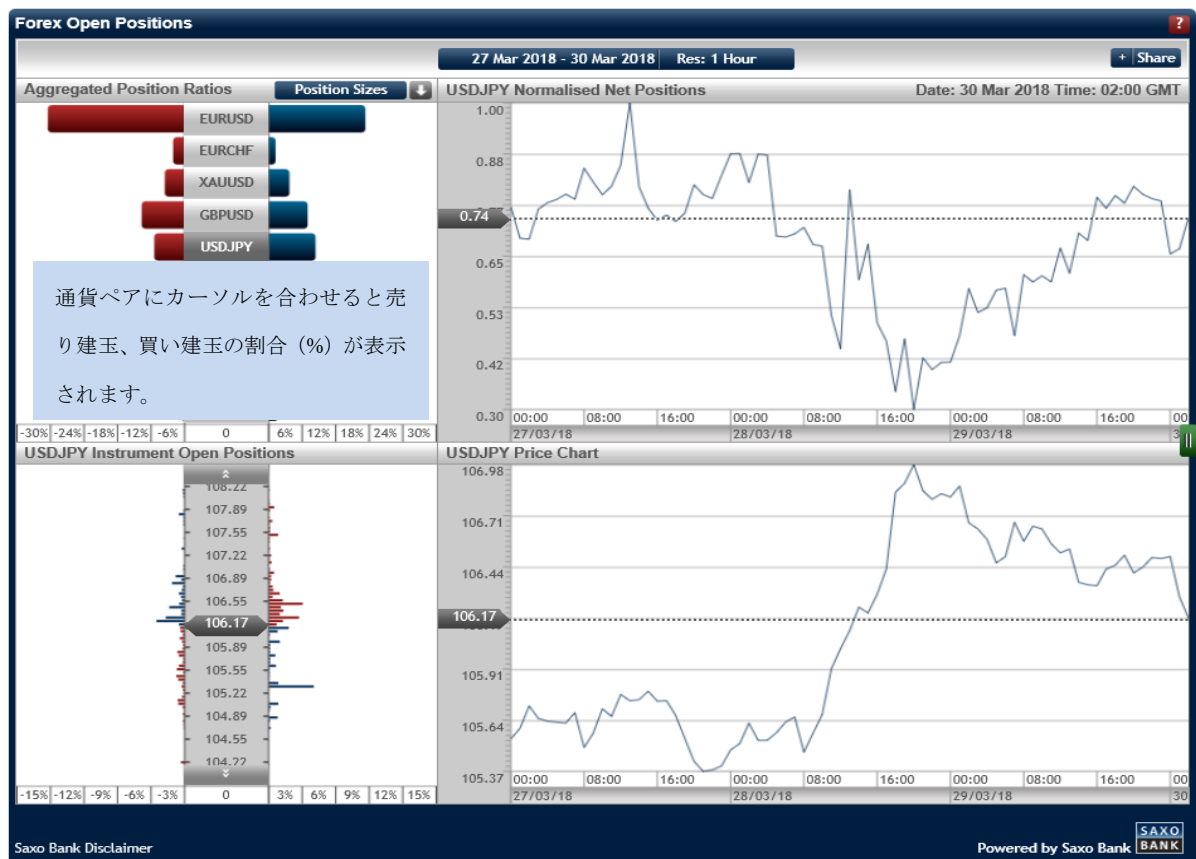 Forex Open Positions
?
27 Mar 2018 - 30 Mar 2018 Res: 1 Hour
+ Share
Aggregated Position Ratios
Position Sizes
EURUSD
EURCHF
XAUUSD
GBPUSD
USDJPY
通貨ペアにカーソルを合わせると売
り建玉、買い建玉の割合（%）が表示
されます。
-30% -24% -18% -12% -6% 0 6% 12% 18% 24% 30%
USDJPY Normalised Net Positions
Date: 30 Mar 2018 Time: 02:00 GMT
1.00
0.88
0.74
0.65
0.53
0.42
0.30
00:00 08:00 16:00 00:00 08:00 16:00 00:00 08:00 16:00 00
27/03/18 28/03/18 29/03/18 3
USDJPY Instrument Open Positions
108.22
107.89
107.55
107.22
106.89
106.55
106.17
105.89
105.55
105.22
104.89
104.55
104.22
-15% -12% -9% -6% -3% 0 3% 6% 9% 12% 15%
USDJPY Price Chart
106.98
106.71
106.44
106.17
105.91
105.64
105.37
00:00 08:00 16:00 00:00 08:00 16:00 00:00 08:00 16:00 00
27/03/18 28/03/18 29/03/18 30
Saxo Bank Disclaimer
Powered by Saxo Bank
SAXO
BANK